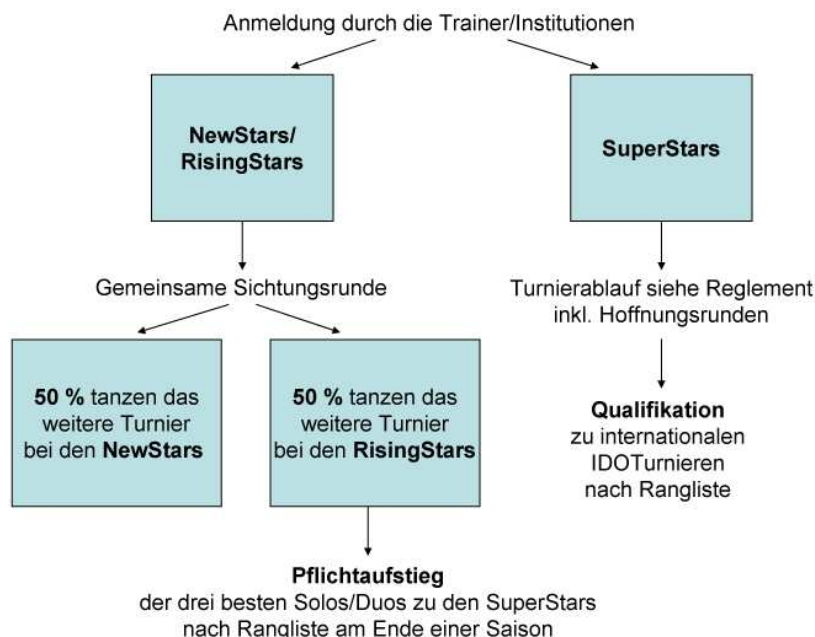 Anmeldung durch die Trainer/Institutionen
NewStars/
RisingStars
SuperStars
Gemeinsame Sichtungsrunde
Turnierablauf siehe Reglement
inkl. Hoffnungsrunden
50 % tanzen das
weitere Turnier
bei den NewStars
50 % tanzen das
weitere Turnier
bei den RisingStars
Qualifikation
zu internationalen
IDOTurnieren
nach Rangliste
Pflichtaufstieg
der drei besten Solos/Duos zu den SuperStars
nach Rangliste am Ende einer Saison